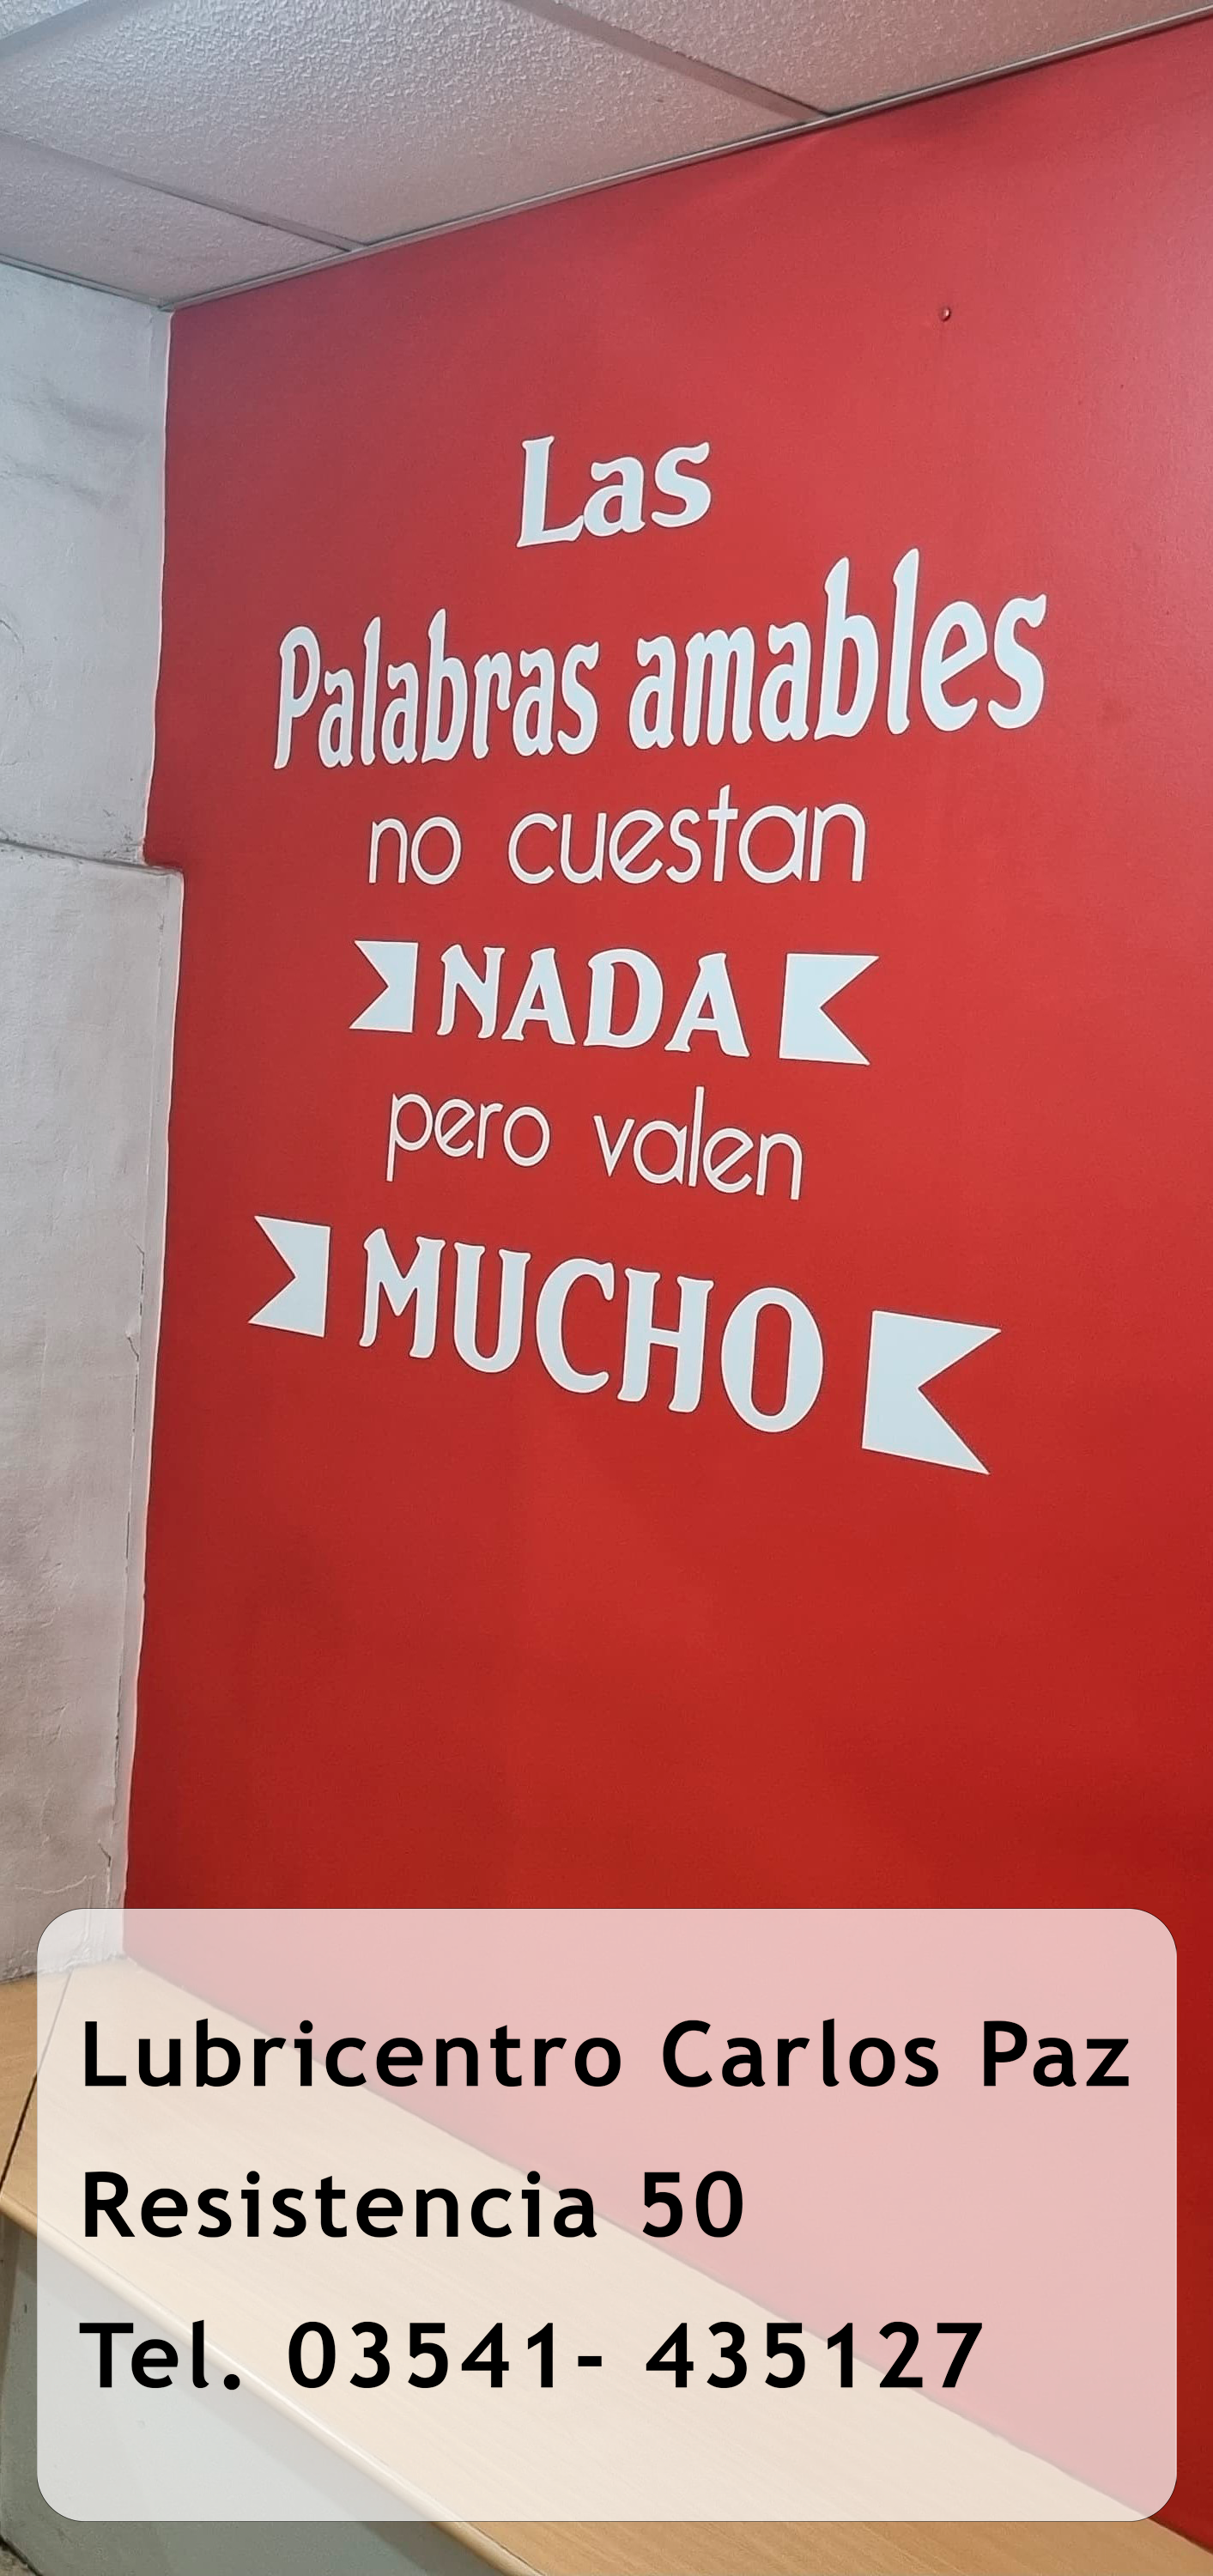 Las
Palabras amables
no cuestan
NADA
pero valen
MUCHO
Lubricentro Carlos Paz
Resistencia 50
Tel. 03541- 435127